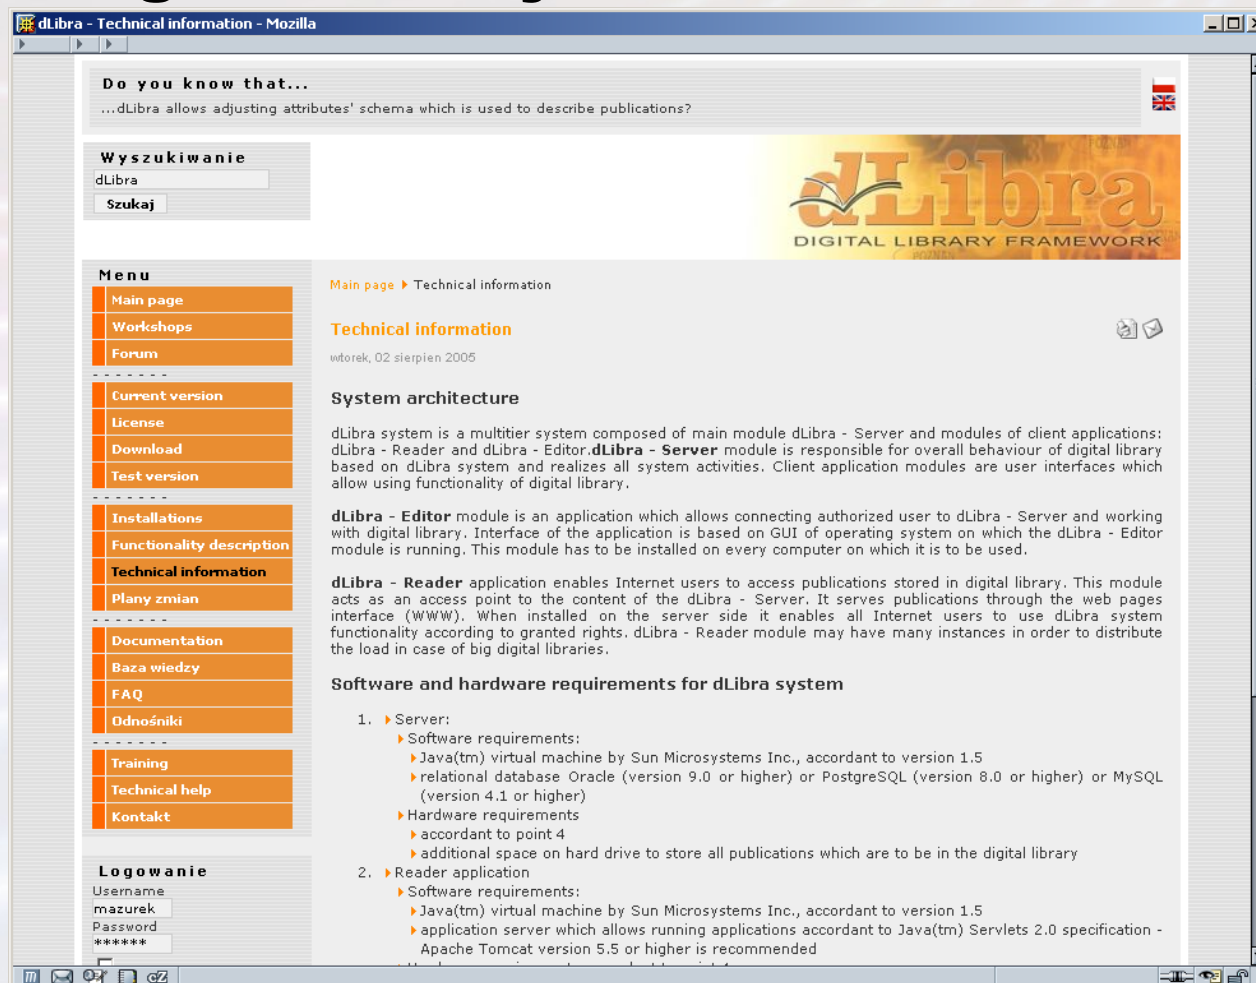 dLibra - Technical information - Mozilla
Do you know that...
...dLibra allows adjusting attributes' schema which is used to describe publications?
Wyszukiwanie
dLibra
Szukaj
dLibra
DIGITAL LIBRARY FRAMEWORK
Menu
Main page
Workshops
Forum
- - - - - - -
Current version
License
Download
Test version
- - - - - - -
Installations
Functionality description
Technical information
Plany zmian
- - - - - - -
Documentation
Baza wiedzy
FAQ
Odnośniki
- - - - - - -
Training
Technical help
Kontakt
Logowanie
Username
mazurek
Password
******
Main page Technical information
Technical information
wtorek, 02 sierpien 2005
System architecture
dLibra system is a multitier system composed of main module dLibra - Server and modules of client applications:
dLibra - Reader and dLibra - Editor.dLibra - Server module is responsible for overall behaviour of digital library
based on dLibra system and realizes all system activities. Client application modules are user interfaces which
allow using functionality of digital library.
dLibra - Editor module is an application which allows connecting authorized user to dLibra - Server and working
with digital library. Interface of the application is based on GUI of operating system on which the dLibra - Editor
module is running. This module has to be installed on every computer on which it is to be used.
dLibra - Reader application enables Internet users to access publications stored in digital library. This module
acts as an access point to the content of the dLibra - Server. It serves publications through the web pages
interface (WWW). When installed on the server side it enables all Internet users to use dLibra system
functionality according to granted rights. dLibra - Reader module may have many instances in order to distribute
the load in case of big digital libraries.
Software and hardware requirements for dLibra system
1. Server:
Software requirements:
Java(tm) virtual machine by Sun Microsystems Inc., accordant to version 1.5
relational database Oracle (version 9.0 or higher) or PostgreSQL (version 8.0 or higher) or MySQL
(version 4.1 or higher)
Hardware requirements
accordant to point 4
additional space on hard drive to store all publications which are to be in the digital library
2. Reader application
Software requirements:
Java(tm) virtual machine by Sun Microsystems Inc., accordant to version 1.5
application server which allows running applications accordant to Java(tm) Servlets 2.0 specification -
Apache Tomcat version 5.5 or higher is recommended